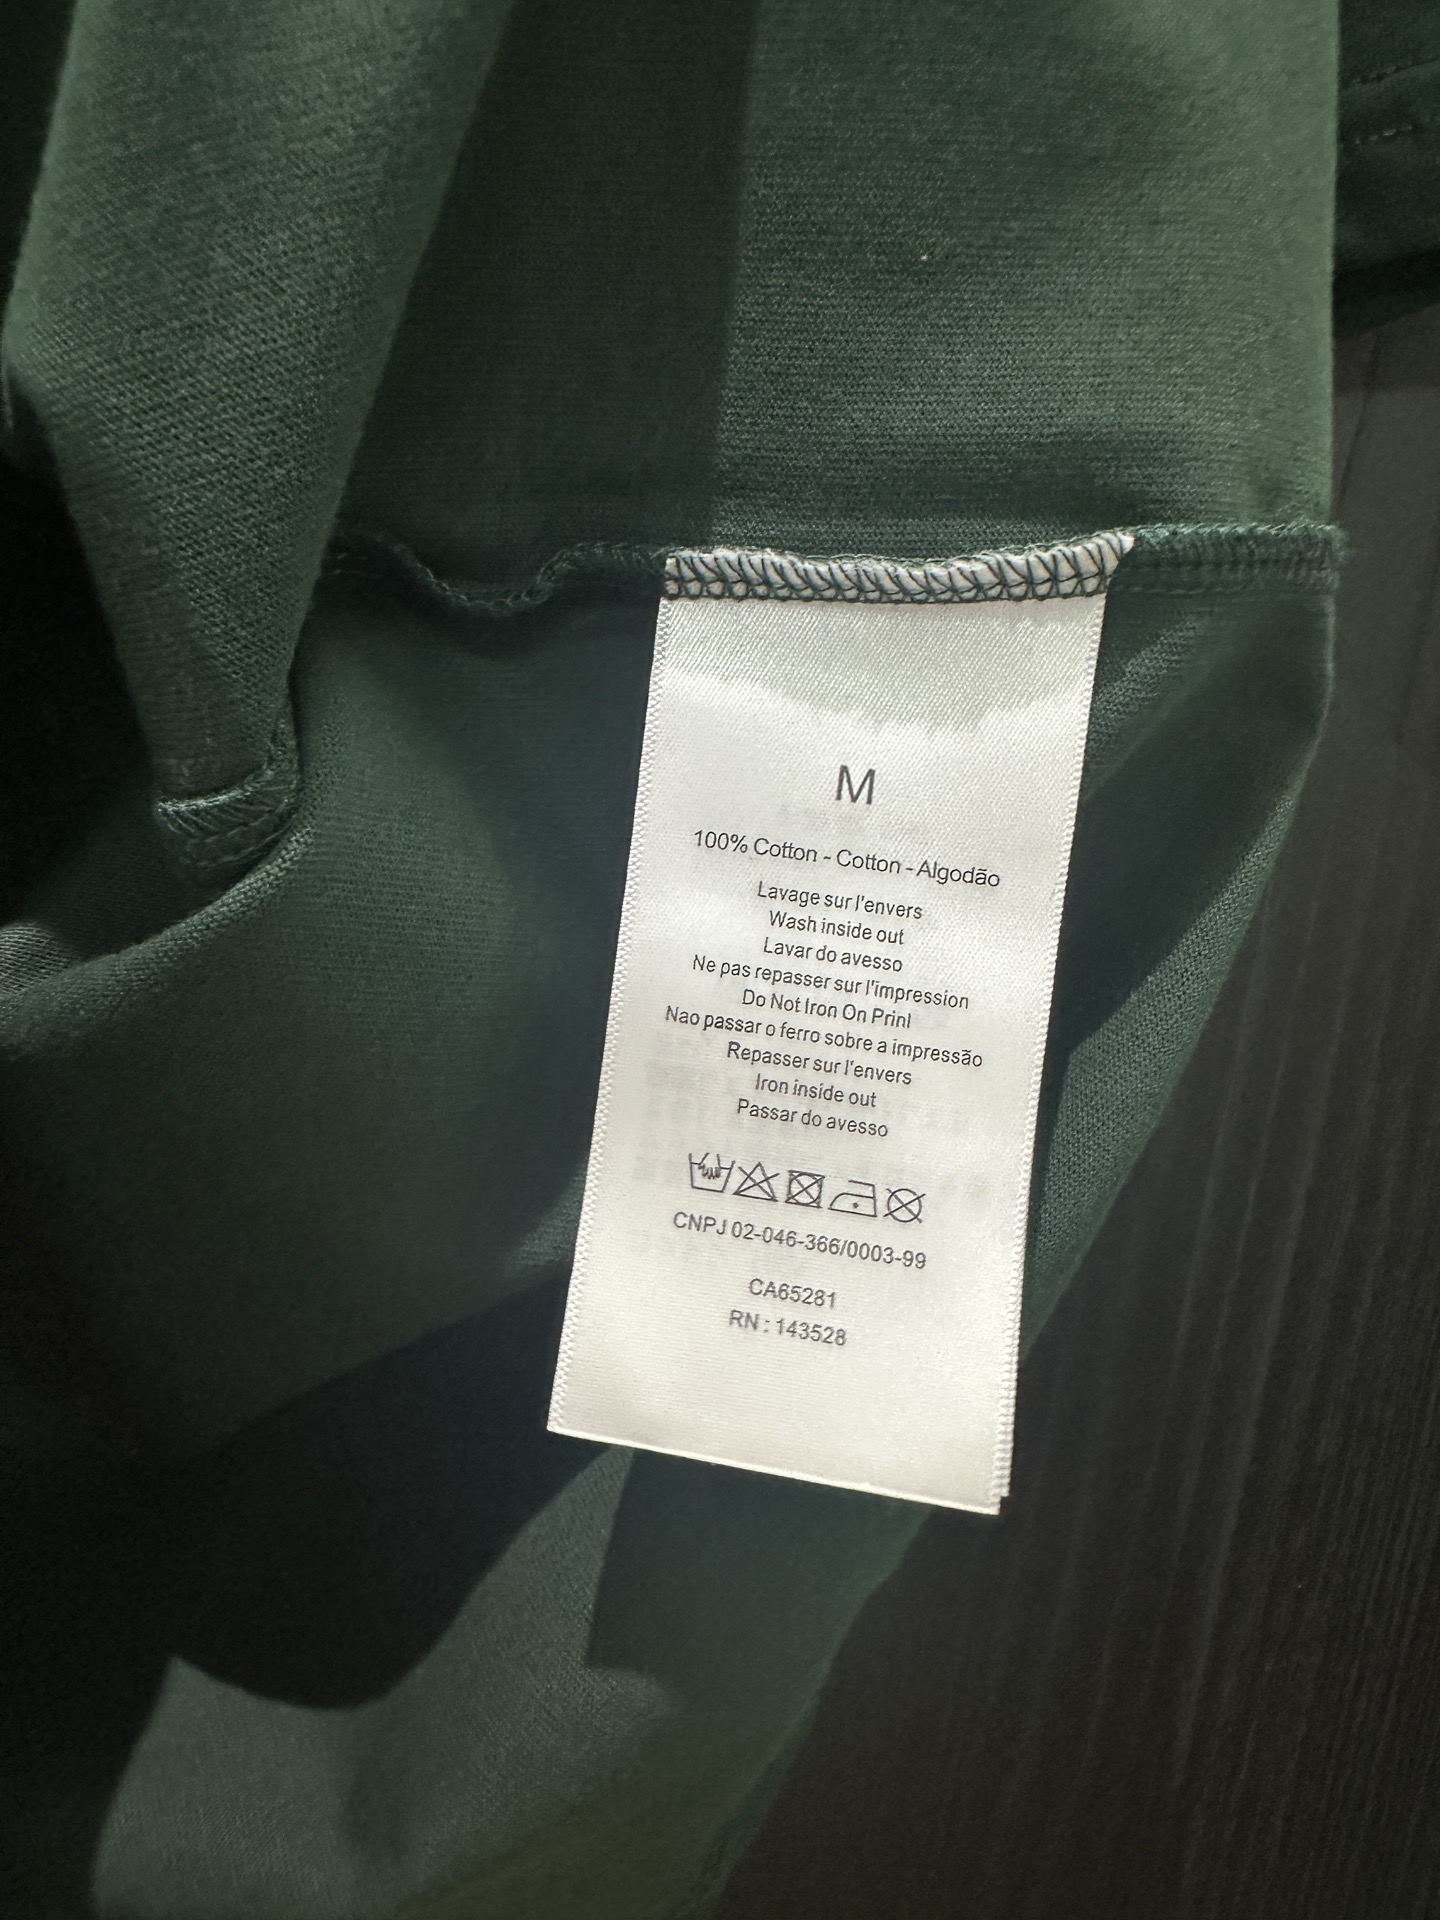 M
100% Cotton - Cotton - Algodão
Lavage sur l'envers
Wash inside out
Lavar do avesso
Ne pas repasser sur l'impression
Do Not Iron On Prinl
Nao passar o ferro sobre a impressão
Repasser sur l'envers
Iron inside out
Passar do avesso
CNPJ 02-046-366/0003-99
CA65281
RN : 143528